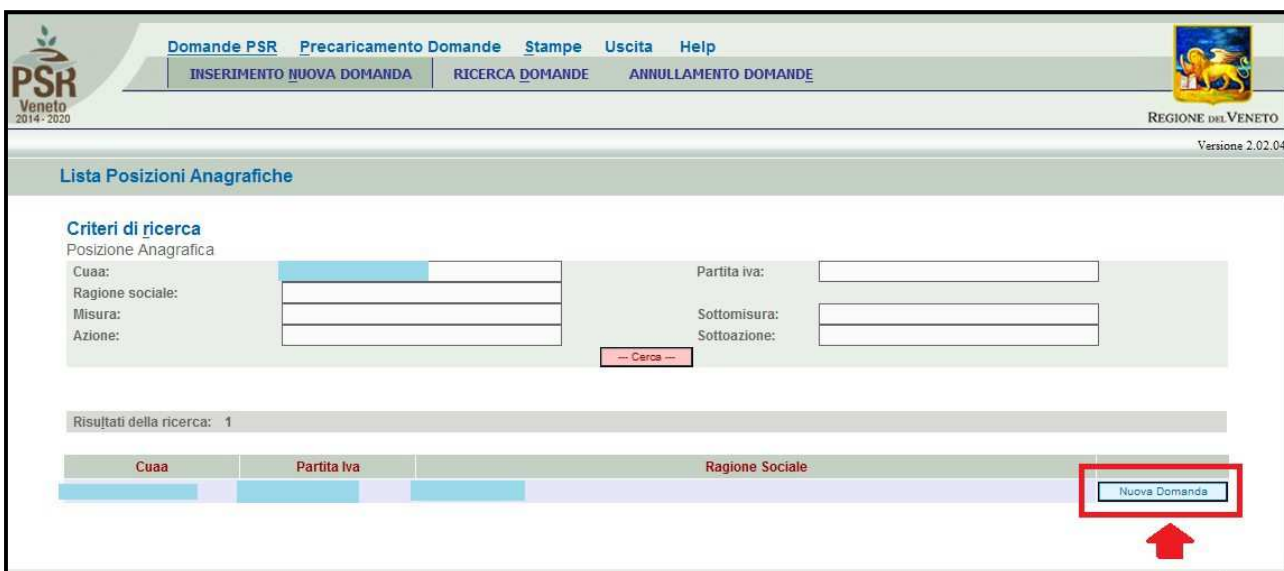 Domande PSR Precaricamento Domande Stampe Uscita Help
INSERIMENTO NUOVA DOMANDA RICERCA DOMANDE ANNULLAMENTO DOMANDE
PSR
Veneto
2014 - 2020
REGIONE DEL VENETO
Versione 2.02.04
Lista Posizioni Anagrafiche
Criteri di ricerca
Posizione Anagrafica
Cuaa: Partita iva:
Ragione sociale:
Misura: Sottomisura:
Azione: Sottoazione:
--- Cerca ---
Risultati della ricerca: 1
Cuaa Partita Iva Ragione Sociale
Nuova Domanda